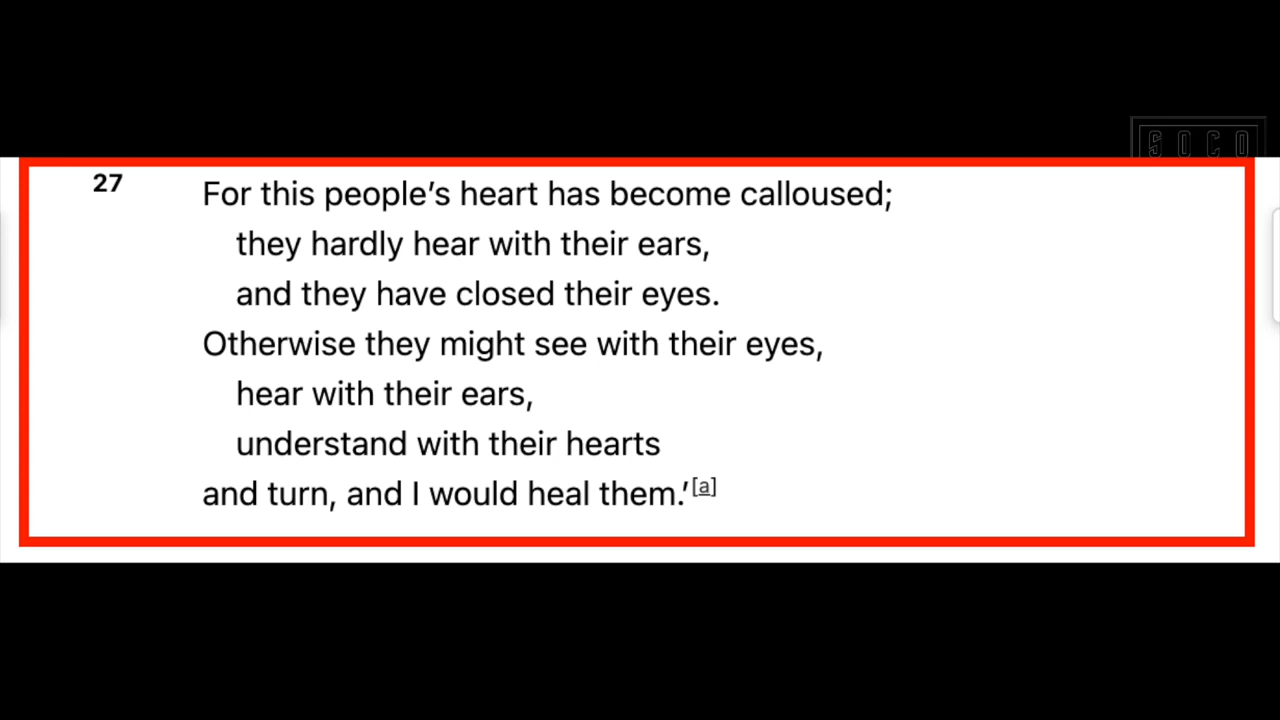 SOCO
27
For this people’s heart has become calloused;
they hardly hear with their ears,
and they have closed their eyes.
Otherwise they might see with their eyes,
hear with their ears,
understand with their hearts
and turn, and I would heal them.’[a]